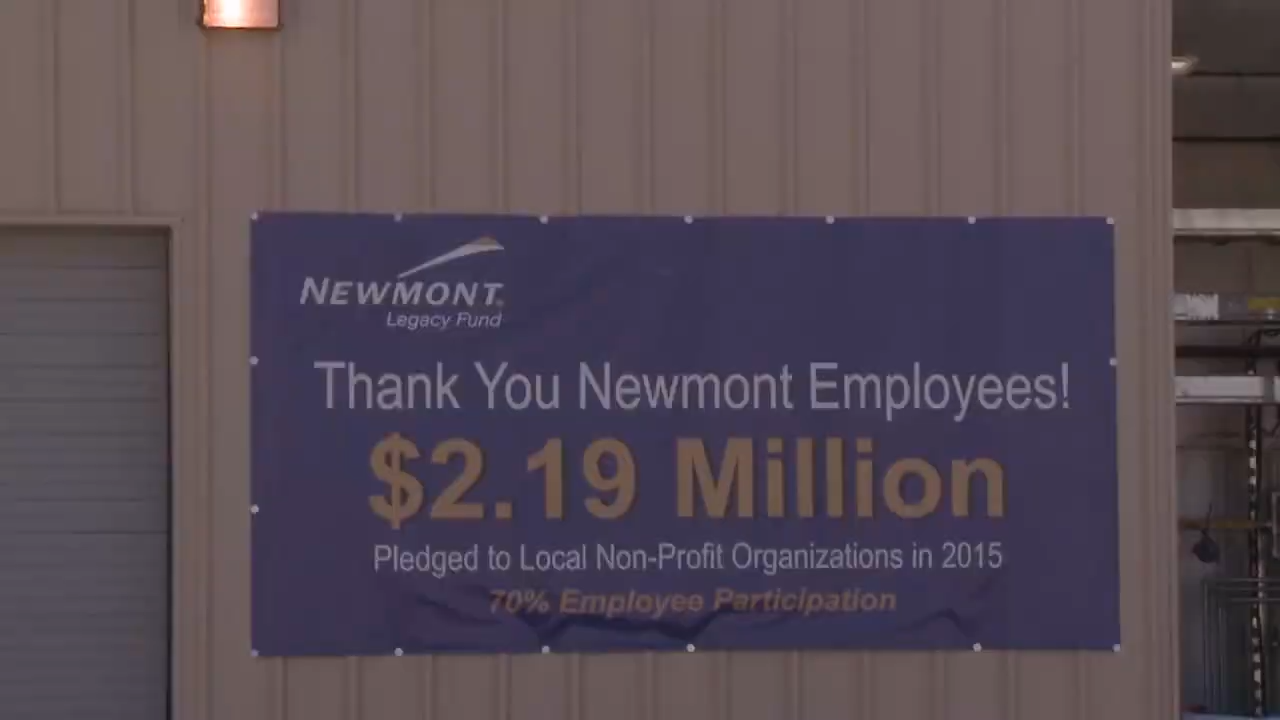 NEWMONT.
Legacy Fund
Thank You Newmont Employees!
$2.19 Million
Pledged to Local Non-Profit Organizations in 2015
70% Employee Participation